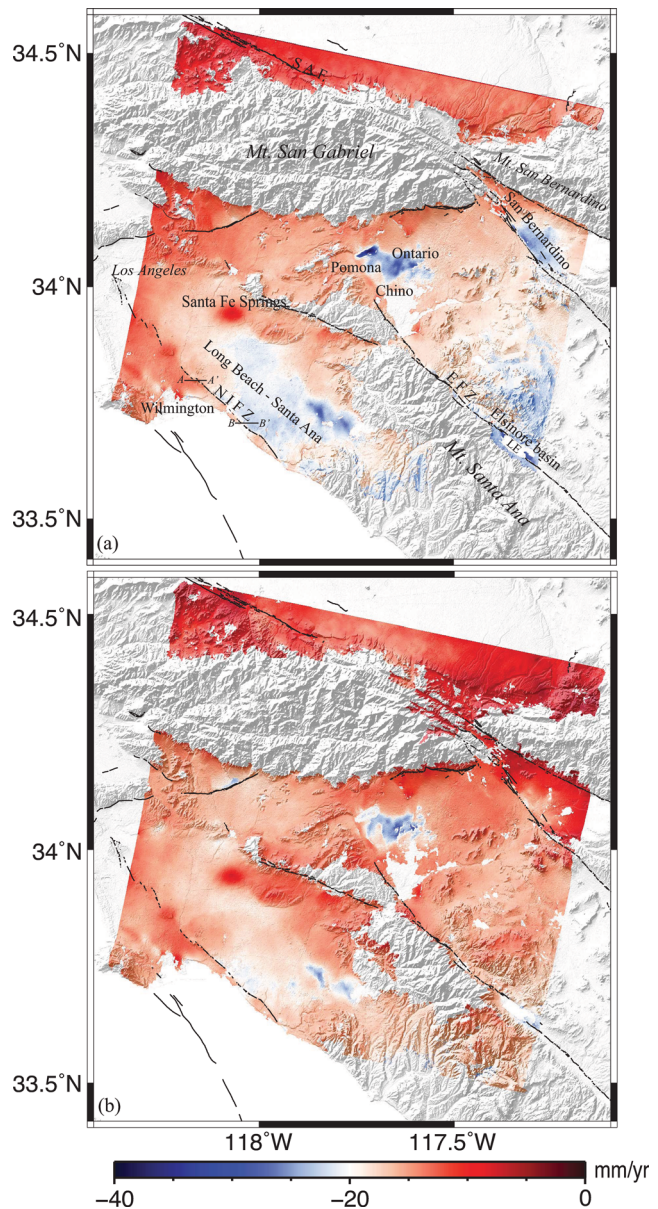 34.5°N
S A F
Mt. San Gabriel
Mt. San Bernardino
San Bernardino
Ontario
Pomona
34°N
Los Angeles
Chino
Santa Fe Springs
Long Beach - Santa Ana
A A'
N I F Z
E F Z
Wilmington
B B'
Elsinore basin
LE
Mt. Santa Ana
33.5°N
(a)
34.5°N
34°N
33.5°N
(b)
118°W 117.5°W
mm/yr
−40 −20 0